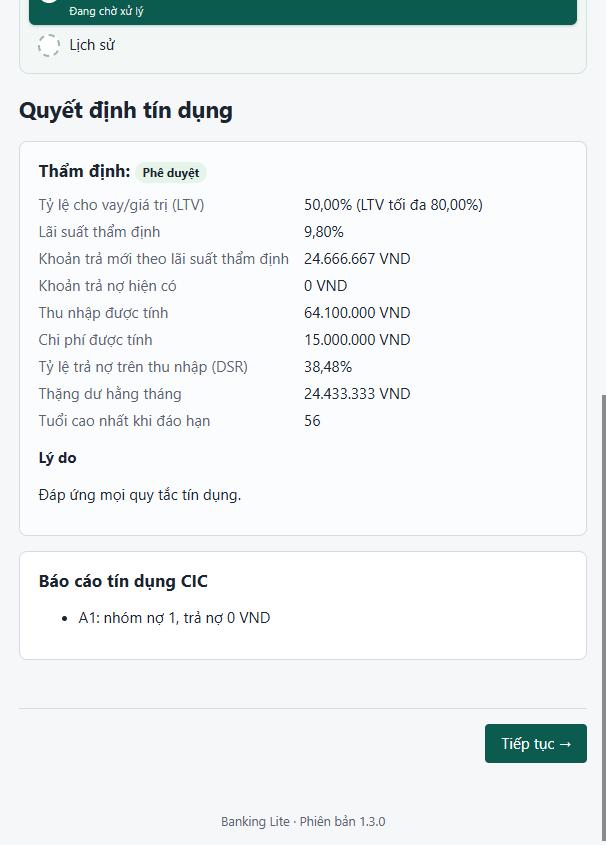 Đang chờ xử lý
Lịch sử
Quyết định tín dụng
Thẩm định: Phê duyệt
Tỷ lệ cho vay/giá trị (LTV) 50,00% (LTV tối đa 80,00%)
Lãi suất thẩm định 9,80%
Khoản trả mới theo lãi suất thẩm định 24.666.667 VND
Khoản trả nợ hiện có 0 VND
Thu nhập được tính 64.100.000 VND
Chi phí được tính 15.000.000 VND
Tỷ lệ trả nợ trên thu nhập (DSR) 38,48%
Thặng dư hằng tháng 24.433.333 VND
Tuổi cao nhất khi đáo hạn 56
Lý do
Đáp ứng mọi quy tắc tín dụng.
Báo cáo tín dụng CIC
• A1: nhóm nợ 1, trả nợ 0 VND
Tiếp tục →
Banking Lite · Phiên bản 1.3.0